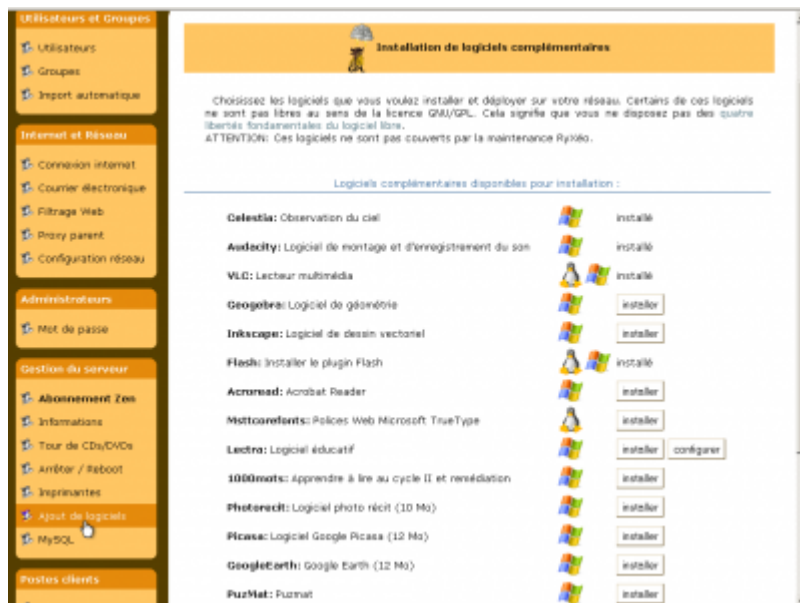 Utilisateurs et Groupes
Utilisateurs
Groupes
Import automatique
Internet et Réseau
Connexion internet
Courrier électronique
Filtrage Web
Proxy parent
Configuration réseau
Administrateurs
Mot de passe
Gestion du serveur
Abonnement Zen
Informations
Tour de CDs/DVDs
Arrêter / Reboot
Imprimantes
Ajout de logiciels
MySQL
Postes clients
Installation de logiciels complémentaires
Choisissez les logiciels que vous voulez installer et déployer sur votre réseau. Certains de ces logiciels
ne sont pas libres au sens de la licence GNU/GPL. Cela signifie que vous ne disposez pas des quatre
libertés fondamentales du logiciel libre.
ATTENTION: Ces logiciels ne sont pas couverts par la maintenance RyXéo.
Logiciels complémentaires disponibles pour installation :
Celestia: Observation du ciel installé
Audacity: Logiciel de montage et d'enregistrement du son installé
VLC: Lecteur multimédia installé
Geogebra: Logiciel de géométrie installer
Inkscape: Logiciel de dessin vectoriel installer
Flash: Installer le plugin Flash installé
Acroread: Acrobat Reader installer
Msttcorefonts: Polices Web Microsoft TrueType installer
Lectra: Logiciel éducatif installer configurer
1000mots: Apprendre à lire au cycle II et remédiation installer
Photorecit: Logiciel photo récit (10 Mo) installer
Picasa: Logiciel Google Picasa (12 Mo) installer
GoogleEarth: Google Earth (12 Mo) installer
PuzMat: Puzmat installer